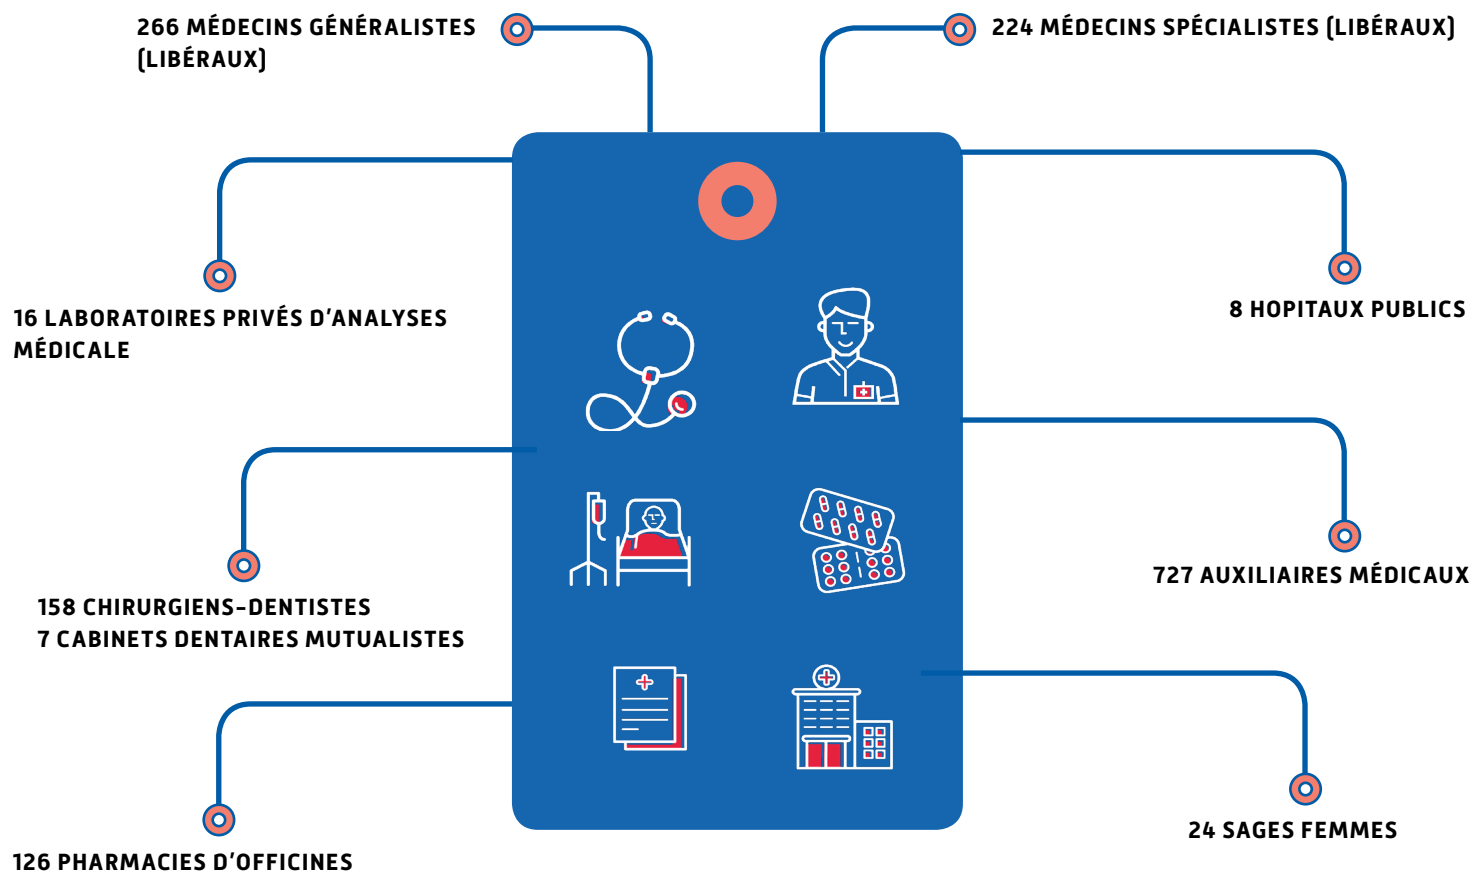 266 MÉDECINS GÉNÉRALISTES
(LIBÉRAUX)
224 MÉDECINS SPÉCIALISTES (LIBÉRAUX)
16 LABORATOIRES PRIVÉS D'ANALYSES
MÉDICALE
8 HOPITAUX PUBLICS
158 CHIRURGIENS-DENTISTES
7 CABINETS DENTAIRES MUTUALISTES
727 AUXILIAIRES MÉDICAUX
126 PHARMACIES D'OFFICINES
24 SAGES FEMMES